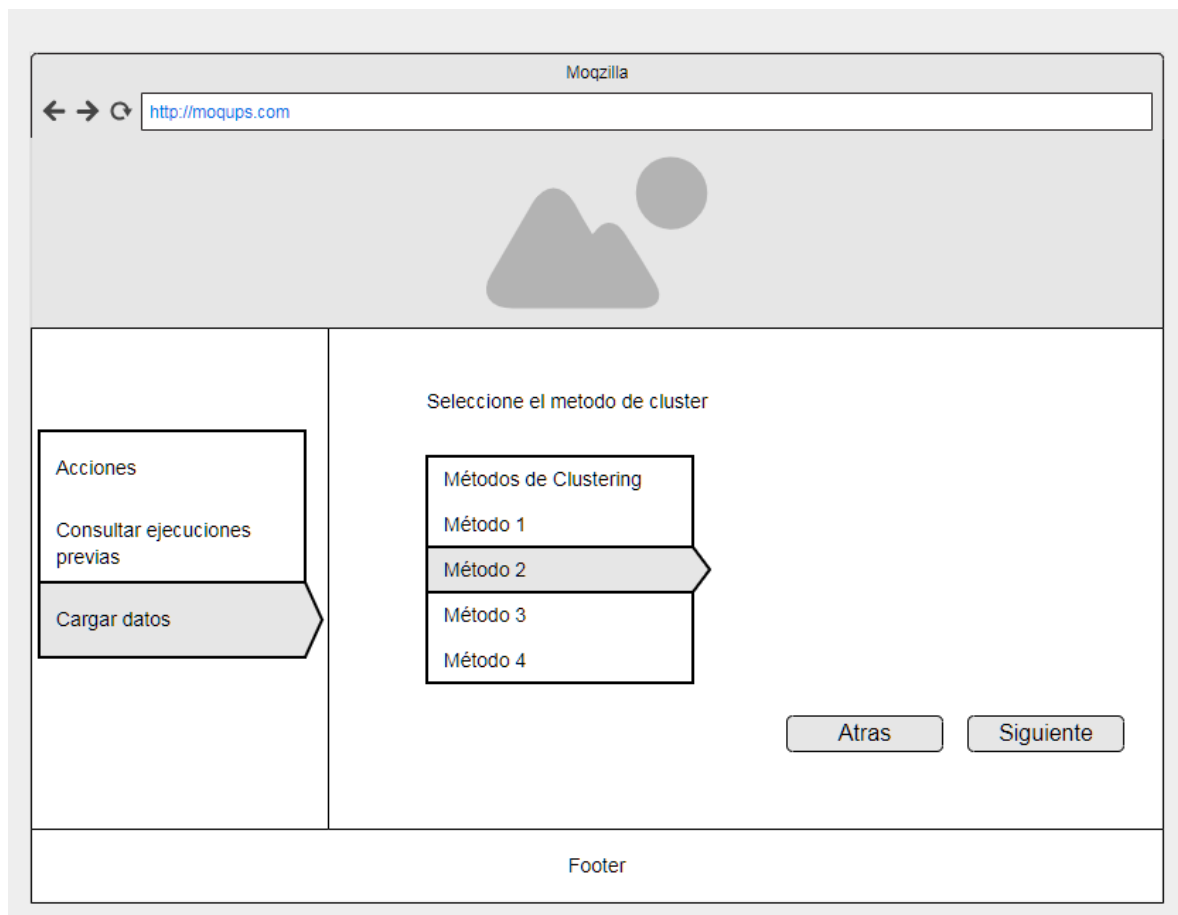 Moqzilla
http://moqups.com
Acciones
Consultar ejecuciones
previas
Cargar datos
Seleccione el metodo de cluster
Métodos de Clustering
Método 1
Método 2
Método 3
Método 4
Atras
Siguiente
Footer